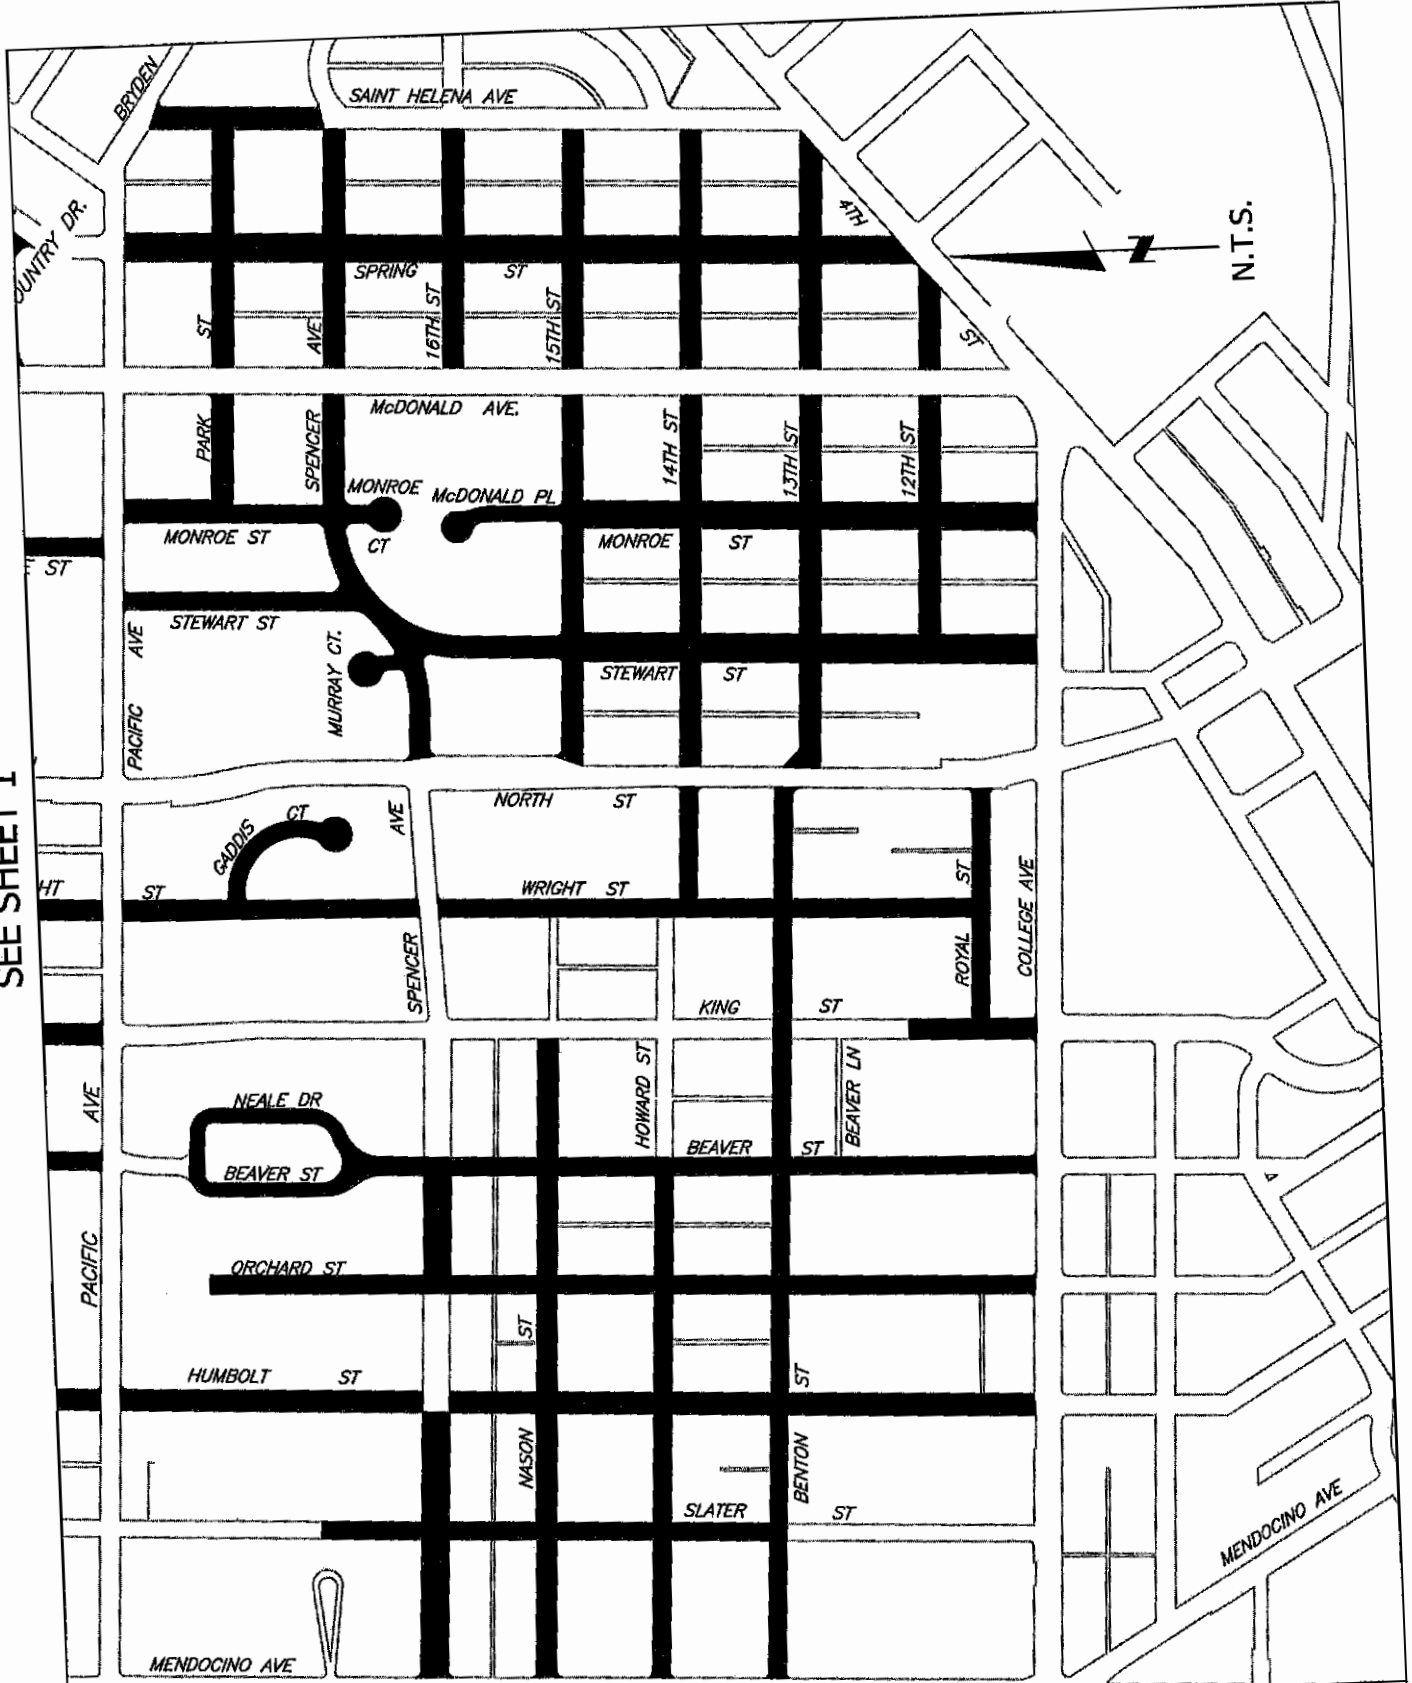 BRYDEN
SAINT HELENA AVE
COUNTRY DR.
4TH
ST
N
N.T.S.
SPRING ST
PARK ST
SPENCER AVE
16TH ST
15TH ST
McDONALD AVE.
14TH ST
13TH ST
12TH ST
MONROE CT
McDONALD PL
MONROE ST
MONROE ST
E ST
STEWART ST
STEWART ST
MURRAY CT.
PACIFIC AVE
SEE SHEET 1
NORTH ST
GADDIS CT
SPENCER AVE
HT ST
WRIGHT ST
ROYAL ST
COLLEGE AVE
KING ST
HOWARD ST
BEAVER LN
NEALE DR
BEAVER ST
BEAVER ST
PACIFIC AVE
ORCHARD ST
HUMBOLT ST
NASON ST
BENTON ST
SLATER ST
MENDOCINO AVE
MENDOCINO AVE